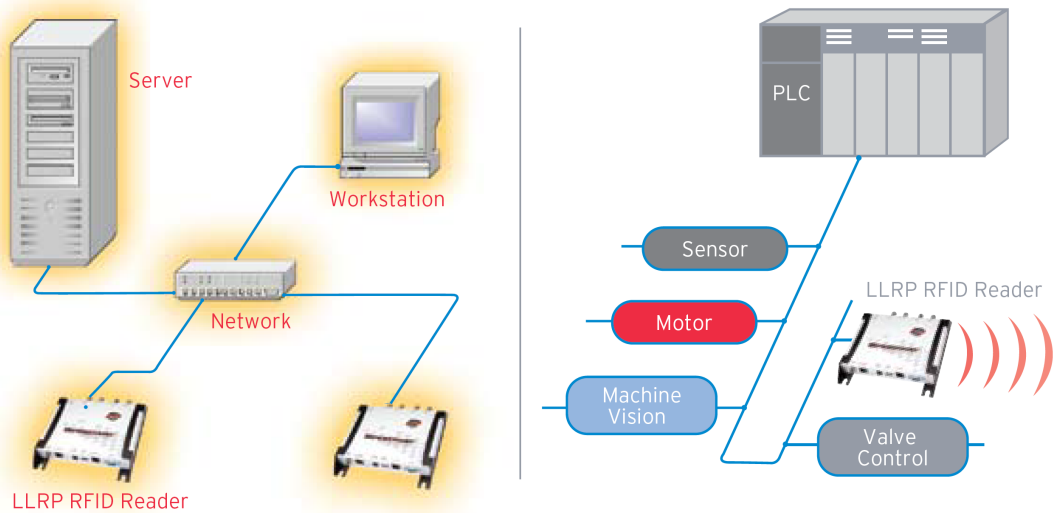 Server
Workstation
Network
LLRP RFID Reader
PLC
Sensor
Motor
LLRP RFID Reader
Machine
Vision
Valve
Control